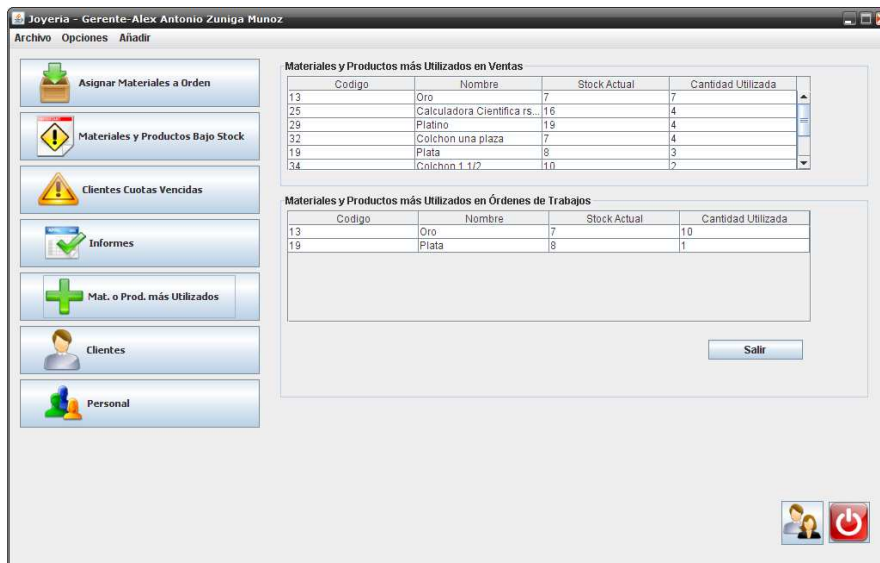 Joyería - Gerente-Alex Antonio Zuniga Munoz
Archivo Opciones Añadir
Asignar Materiales a Orden
Materiales y Productos Bajo Stock
Clientes Cuotas Vencidas
Informes
Mat. o Prod. más Utilizados
Clientes
Personal
Materiales y Productos más Utilizados en Ventas
Codigo Nombre Stock Actual Cantidad Utilizada
13 Oro 7 7
25 Calculadora Cientifica rs... 16 4
29 Platino 19 4
32 Colchon una plaza 7 4
19 Plata 8 3
34 Colchon 1 1/2 10 2
Materiales y Productos más Utilizados en Órdenes de Trabajos
Codigo Nombre Stock Actual Cantidad Utilizada
13 Oro 7 10
19 Plata 8 1
Salir